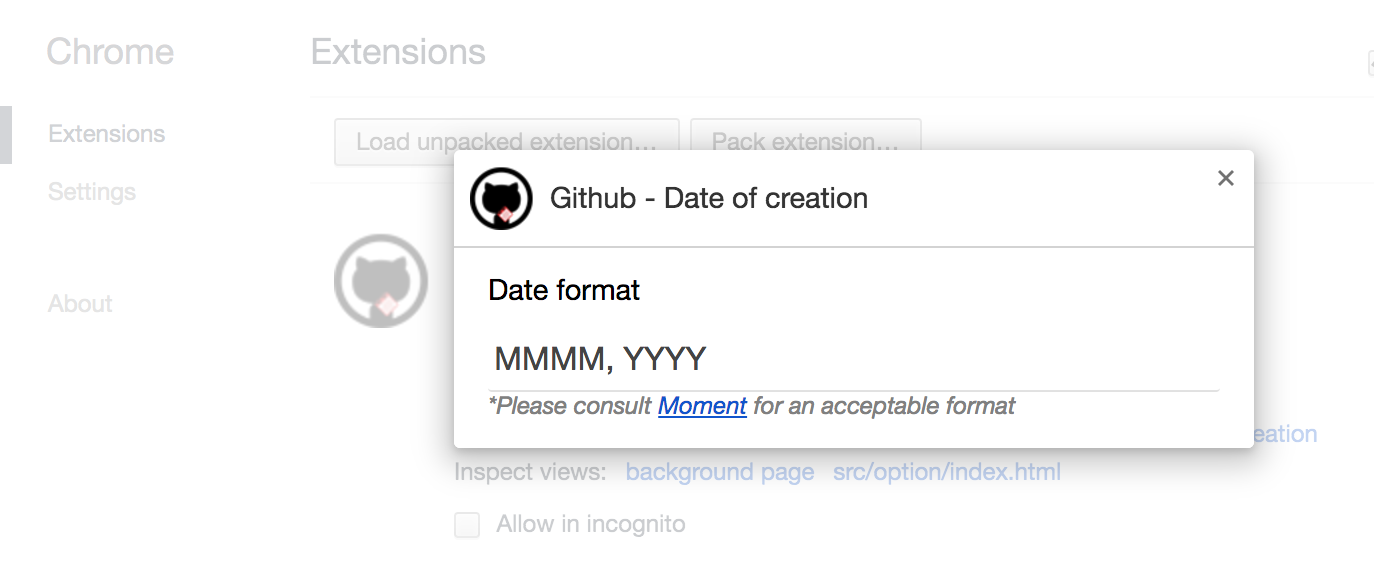 Chrome
Extensions
Extensions
Settings
About
Load unpacked extension...
Pack extension...
Github - Date of creation
×
Date format
MMMM, YYYY
*Please consult Moment for an acceptable format
eation
Inspect views: background page src/option/index.html
Allow in incognito